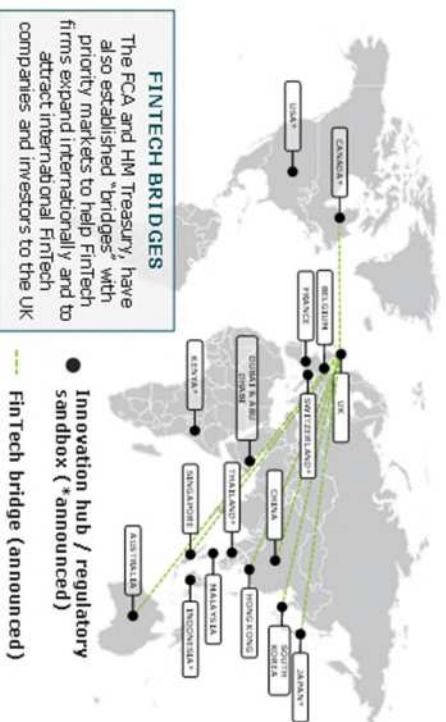 USA*
CANADA*
BELGIUM
FRANCE
UK
SWITZERLAND*
DUBAI & ABU
DHABI
KENYA*
CHINA
THAILAND*
SINGAPORE
HONG KONG
MALAYSIA
INDONESIA*
AUSTRALIA
JAPAN*
SOUTH
KOREA
FINTECH BRIDGES
The FCA and HM Treasury, have
also established "bridges" with
priority markets to help FinTech
firms expand internationally and to
attract international FinTech
companies and investors to the UK
Innovation hub / regulatory
sandbox (*announced)
FinTech bridge (announced)